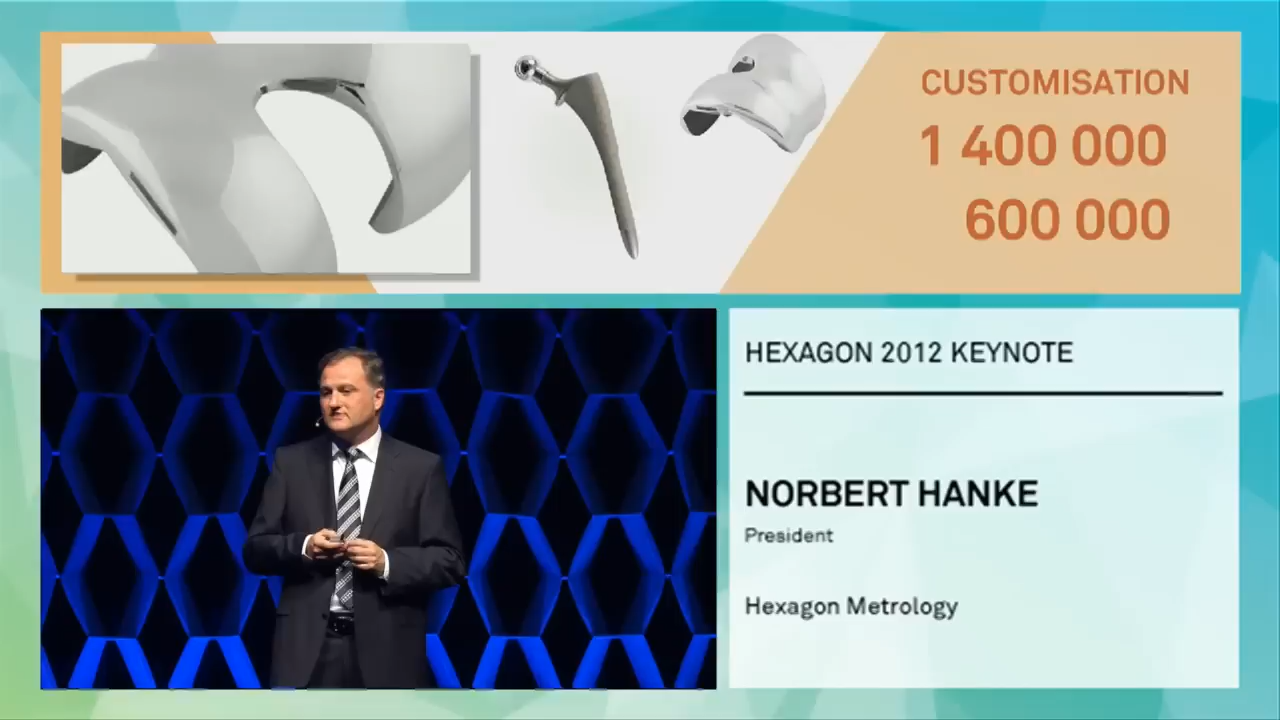 CUSTOMISATION
1 400 000
600 000
HEXAGON 2012 KEYNOTE
NORBERT HANKE
President
Hexagon Metrology